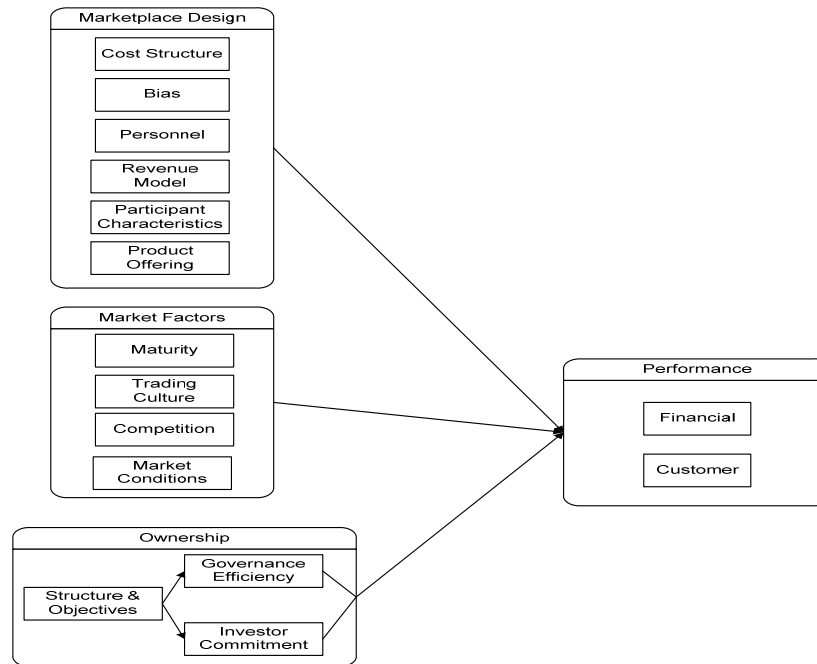 Marketplace Design
Cost Structure
Bias
Personnel
Revenue
Model
Participant
Characteristics
Product
Offering
Market Factors
Maturity
Trading
Culture
Competition
Market
Conditions
Ownership
Structure &
Objectives
Governance
Efficiency
Investor
Commitment
Performance
Financial
Customer